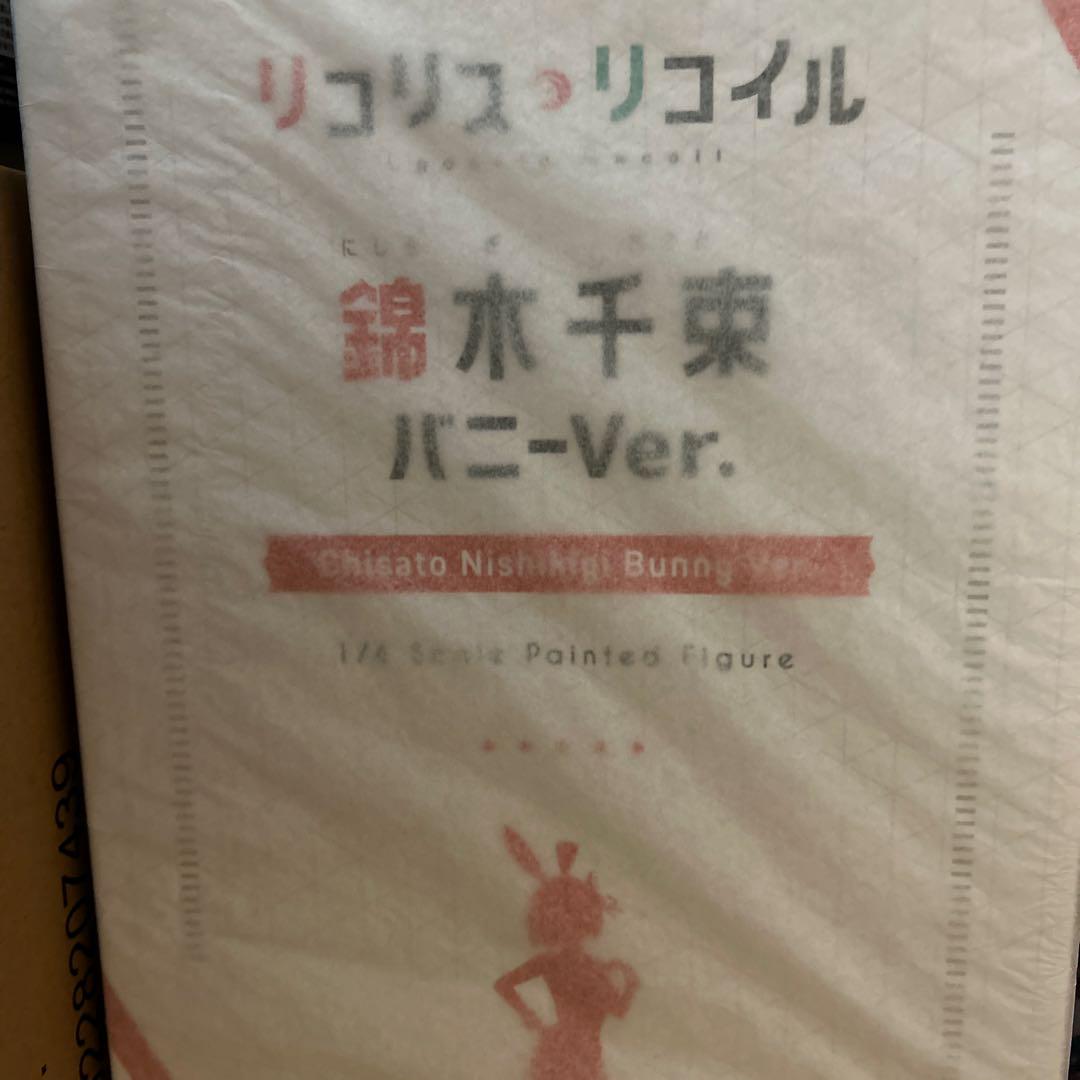 リコリス・リコイル
錦木千束
バニーVer.
Chisato Nishikigi Bunny Ver.
1/4 Scale Painted Figure
228207439